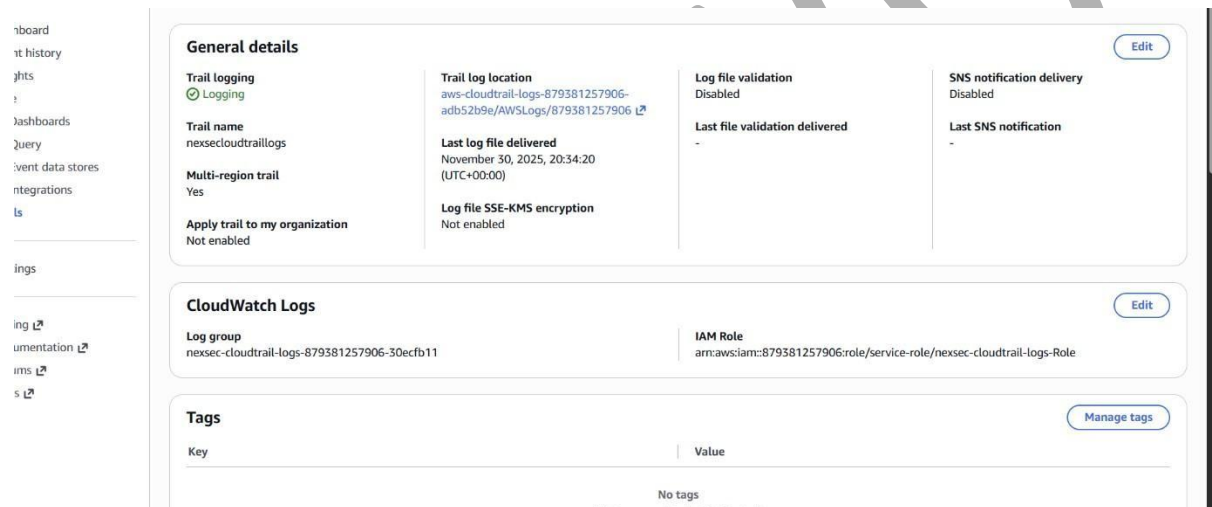 nboard
nt history
ghts
e
Dashboards
Query
Event data stores
ntegrations
ls
ings
ing
umentation
ums
s
General details
Edit
Trail logging
Logging
Trail name
nexsecloudtraillogs
Multi-region trail
Yes
Apply trail to my organization
Not enabled
Trail log location
aws-cloudtrail-logs-879381257906-
adb52b9e/AWSLogs/879381257906
Last log file delivered
November 30, 2025, 20:34:20
(UTC+00:00)
Log file SSE-KMS encryption
Not enabled
Log file validation
Disabled
Last file validation delivered
-
SNS notification delivery
Disabled
Last SNS notification
-
CloudWatch Logs
Edit
Log group
nexsec-cloudtrail-logs-879381257906-30ecfb11
IAM Role
arn:aws:iam::879381257906:role/service-role/nexsec-cloudtrail-logs-Role
Tags
Manage tags
Key
Value
No tags